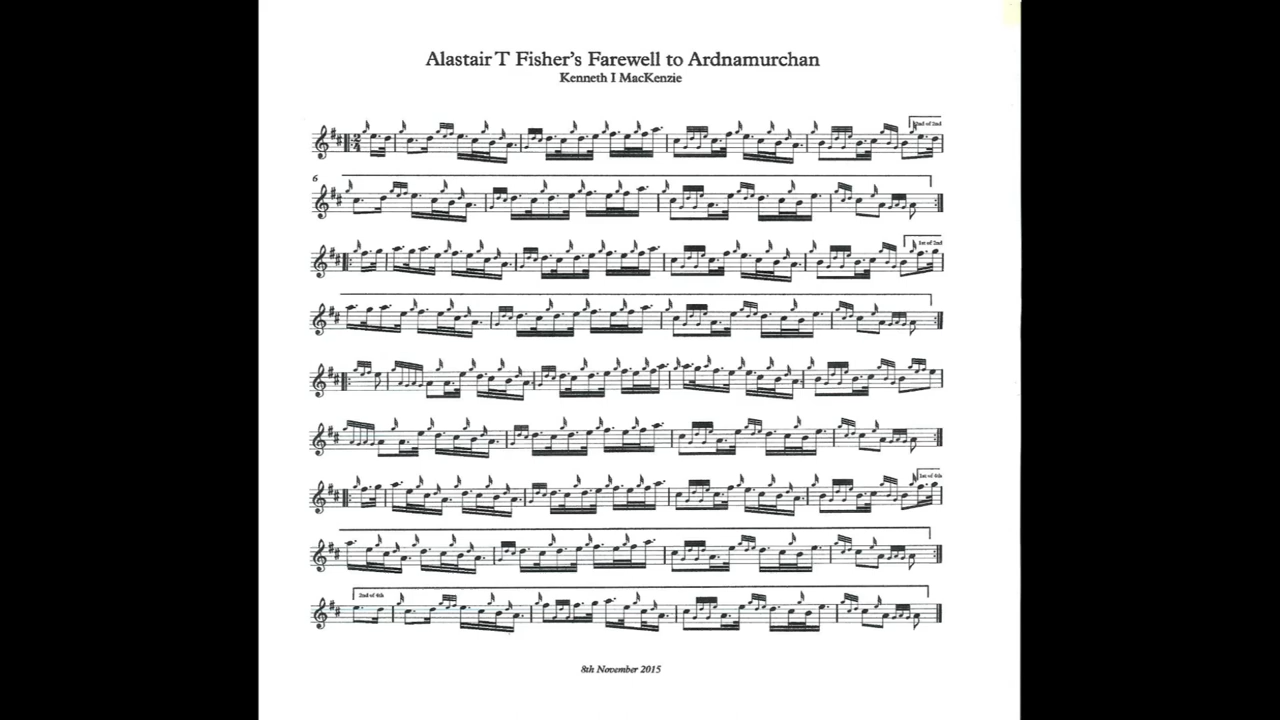 Alastair T Fisher's Farewell to Ardnamurchan
Kenneth I MacKenzie
2nd of 2nd
6
1st of 2nd
1st of 4th
2nd of 4th
8th November 2015